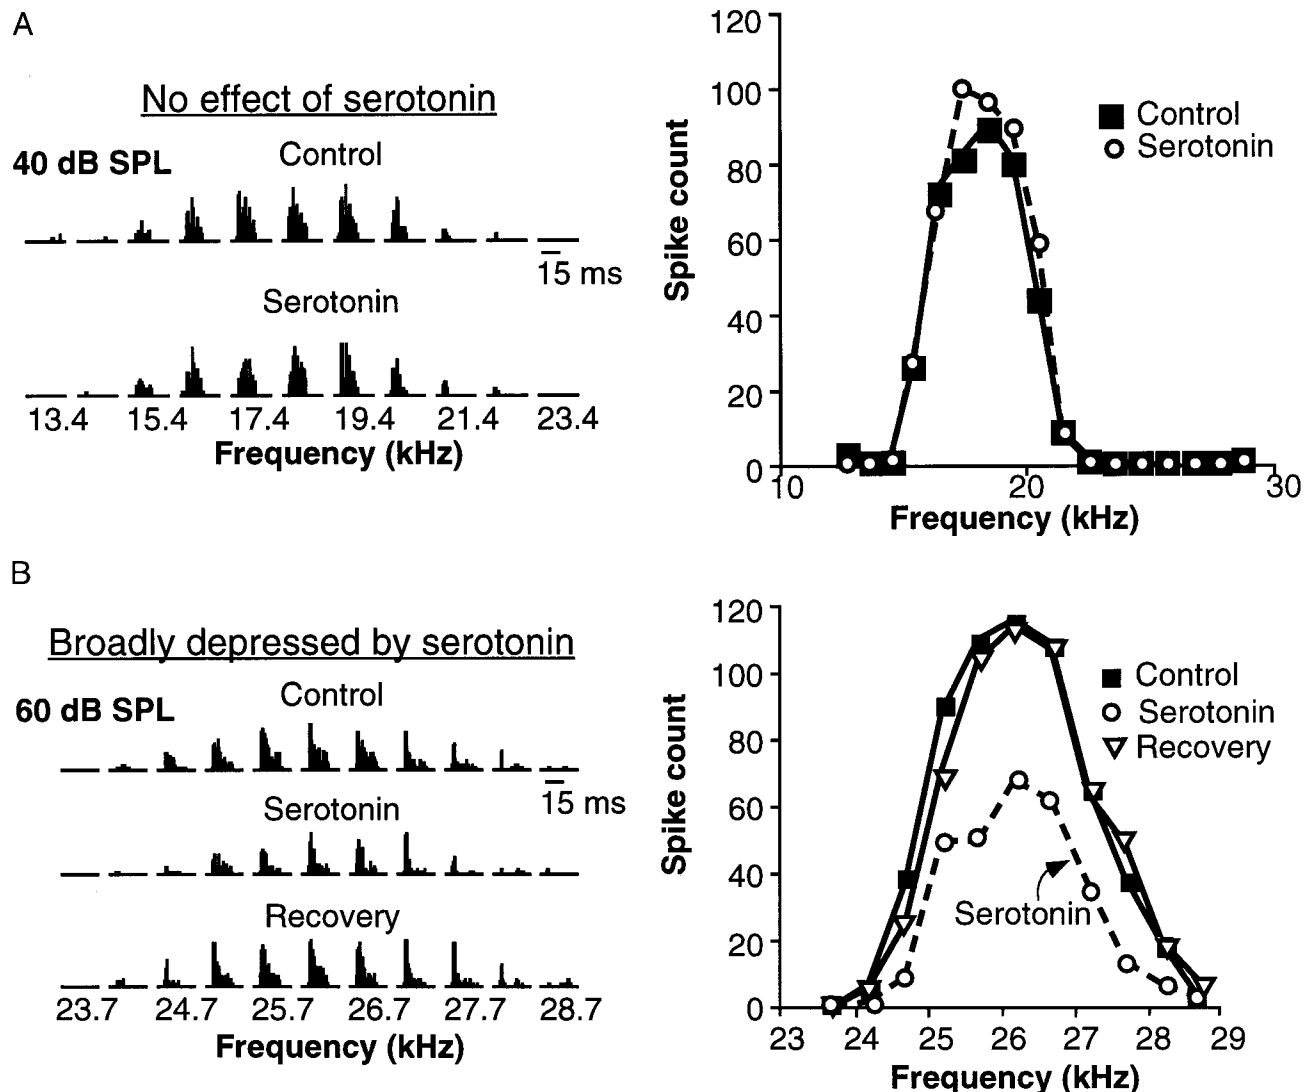 A
No effect of serotonin
40 dB SPL
Control
15 ms
Serotonin
13.4 15.4 17.4 19.4 21.4 23.4
Frequency (kHz)
Spike count
120
100
80
60
40
20
0
10 20 30
Frequency (kHz)
Control
Serotonin
B
Broadly depressed by serotonin
60 dB SPL
Control
15 ms
Serotonin
Recovery
23.7 24.7 25.7 26.7 27.7 28.7
Frequency (kHz)
Spike count
120
100
80
60
40
20
0
23 24 25 26 27 28 29
Frequency (kHz)
Control
Serotonin
Recovery
Serotonin